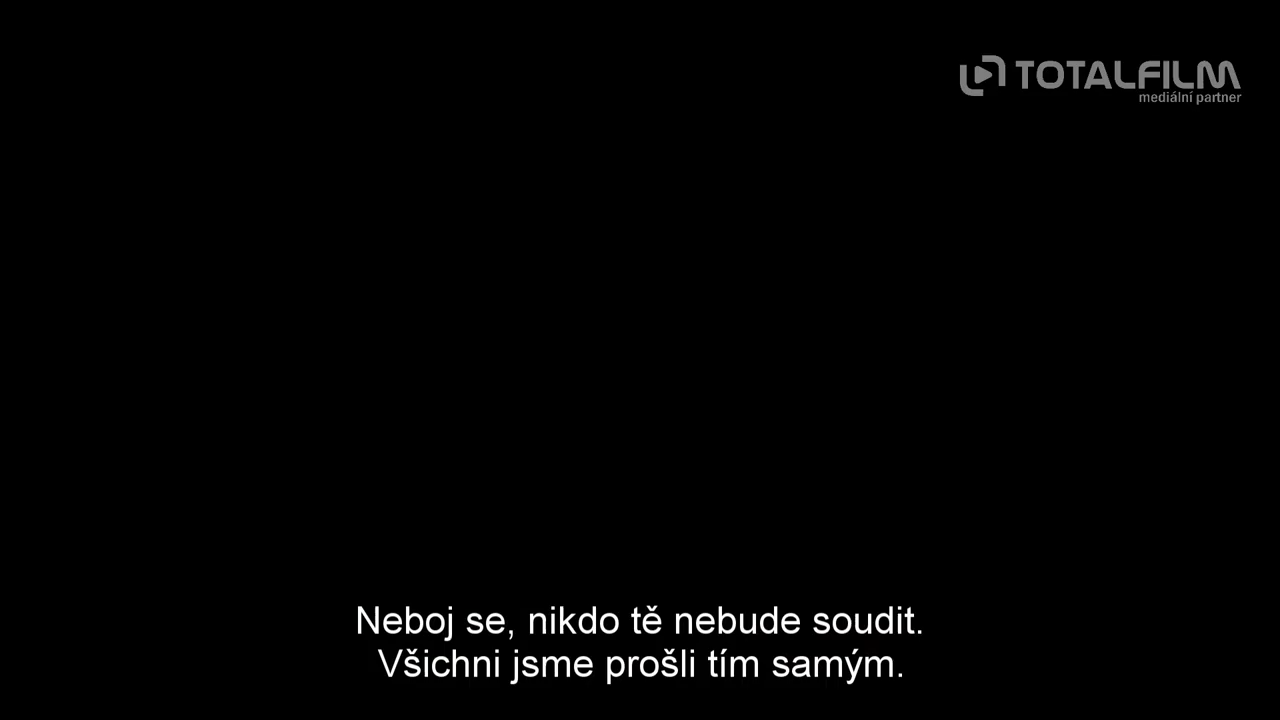 TOTALFILM
mediální partner
Neboj se, nikdo tě nebude soudit.
Všichni jsme prošli tím samým.